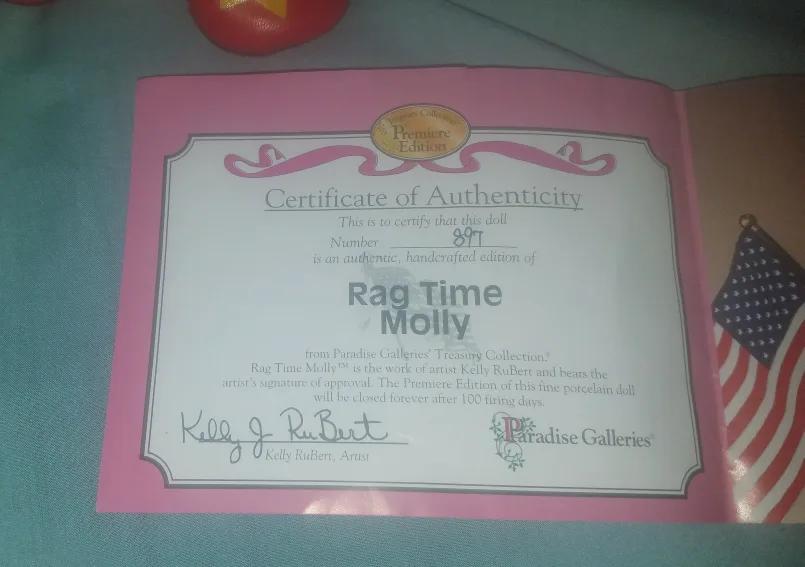 Treasury Collection
Premiere
Edition
Certificate of Authenticity
This is to certify that this doll
Number 897
is an authentic, handcrafted edition of
Rag Time
Molly
from Paradise Galleries' Treasury Collection.®
Rag Time Molly™ is the work of artist Kelly RuBert and bears the
artist's signature of approval. The Premiere Edition of this fine porcelain doll
will be closed forever after 100 firing days.
Kelly J RuBert
Kelly RuBert, Artist
Paradise Galleries®